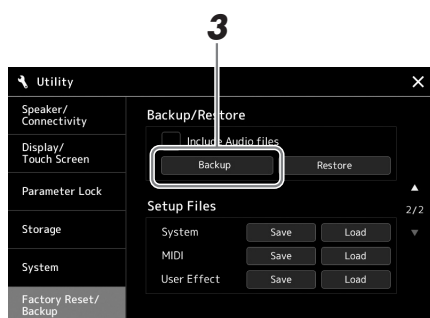 3
Utility
Speaker/
Connectivity
Display/
Touch Screen
Parameter Lock
Storage
System
Factory Reset/
Backup
Backup/Restore
Include Audio files
Backup Restore
2/2
Setup Files
System Save Load
MIDI Save Load
User Effect Save Load